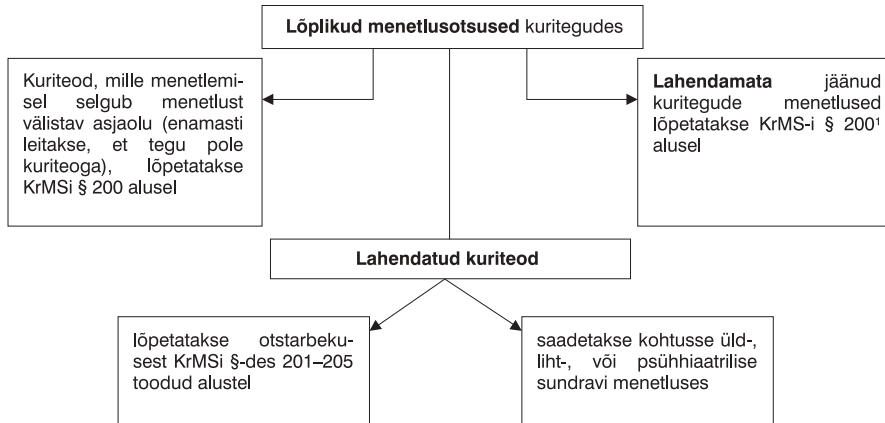 Lõplikud menetlusotsused kuritegudes
Kuriteod, mille menetlemi-
sel selgub menetlust
välistav asjaolu (enamasti
leitakse, et tegu pole
kuriteoga), lõpetatakse
KrMSi § 200 alusel
Lahendamata jäänud
kuritegude menetlused
lõpetatakse KrMS-i § 200¹
alusel
Lahendatud kuriteod
lõpetatakse otstarbeku-
sest KrMSi §-des 201–205
toodud alustel
saadetakse kohtusse üld-,
liht-, või psühhiaatrilise
sundravi menetluses